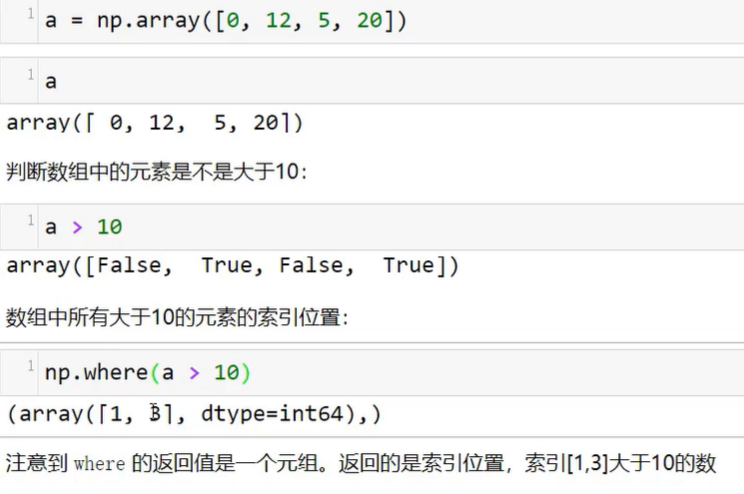 1 a = np.array([0, 12, 5, 20])
1 a
array([ 0, 12,  5, 20])
判断数组中的元素是不是大于10:
1 a > 10
array([False,  True, False,  True])
数组中所有大于10的元素的索引位置:
1 np.where(a > 10)
(array([1, 3], dtype=int64),)
注意到 where 的返回值是一个元组。返回的是索引位置，索引[1,3]大于10的数